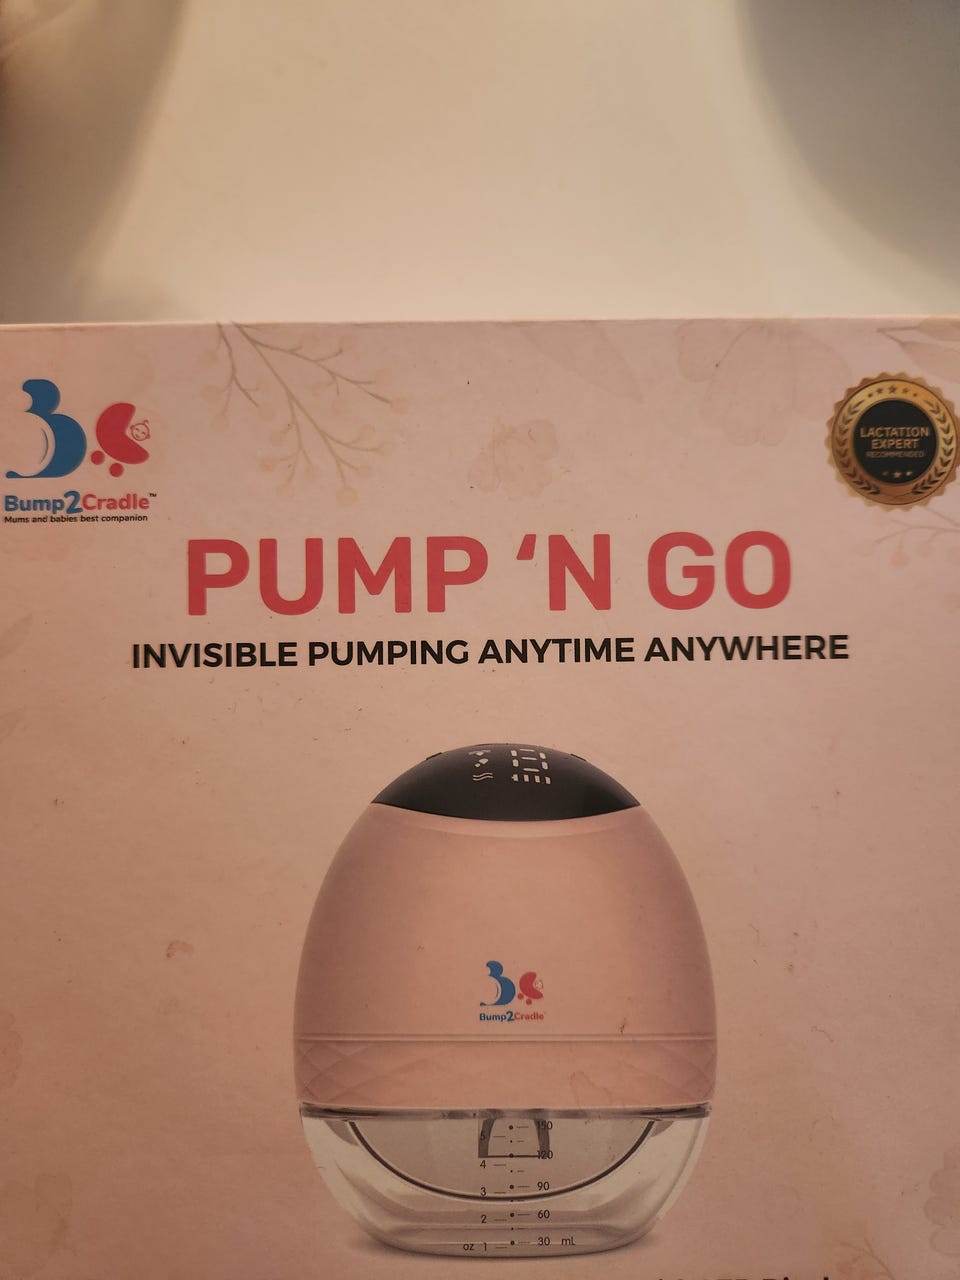 Bump2Cradle™
Mums and babies best companion
LACTATION
EXPERT
RECOMMENDED
PUMP ‘N GO
INVISIBLE PUMPING ANYTIME ANYWHERE
Bump2Cradle
5 150
4 120
3 90
2 60
oz 1 30 mL